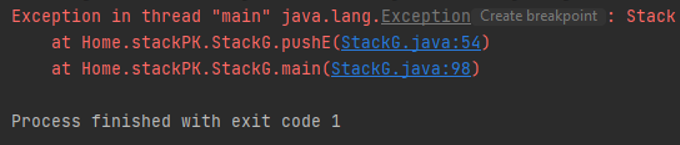 Exception in thread "main" java.lang.Exception Create breakpoint : Stack
at Home.stackPK.StackG.pushE(StackG.java:54)
at Home.stackPK.StackG.main(StackG.java:98)
Process finished with exit code 1